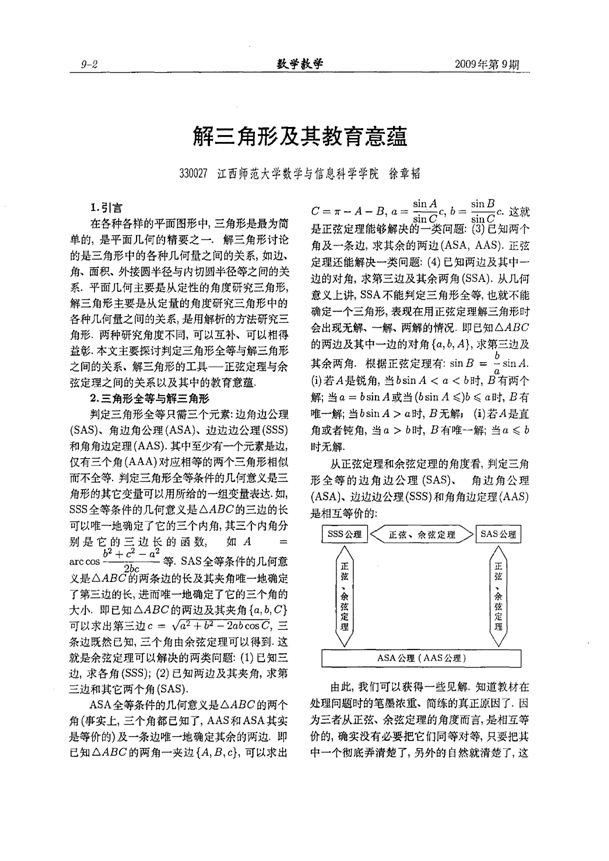 9-2 数学教学 2009年第9期
解三角形及其教育意蕴
330027 江西师范大学数学与信息科学学院 徐章韬
1.引言
在各种各样的平面图形中, 三角形是最为简
单的, 是平面几何的精要之一. 解三角形讨论
的是三角形中的各种几何量之间的关系, 如边、
角、面积、外接圆半径与内切圆半径等之间的关
系. 平面几何主要是从定性的角度研究三角形,
解三角形主要是从定量的角度研究三角形中的
各种几何量之间的关系, 是用解析的方法研究三
角形. 两种研究角度不同, 可以互补、可以相得
益彰. 本文主要探讨判定三角形全等与解三角形
之间的关系、解三角形的工具——正弦定理与余
弦定理之间的关系以及其中的教育意蕴.
2.三角形全等与解三角形
判定三角形全等只需三个元素: 边角边公理
(SAS)、角边角公理 (ASA)、边边边公理 (SSS)
和角角边定理 (AAS). 其中至少有一个元素是边,
仅有三个角 (AAA) 对应相等的两个三角形相似
而不全等. 判定三角形全等条件的几何意义是三
角形的其它变量可以用所给的一组变量表达. 如,
SSS 全等条件的几何意义是△ABC的三边的长
可以唯一地确定了它的三个内角, 其三个内角分
别是它的三边长的函数, 如 A =
arccos (b²+c²-a²)/2bc 等. SAS 全等条件的几何意
义是△ABC的两条边的长及其夹角唯一地确定
了第三边的长, 进而唯一地确定了它的三个角的
大小. 即已知△ABC的两边及其夹角{a,b,C}
可以求出第三边c = √(a²+b²-2ab cos C), 三
条边既然已知, 三个角由余弦定理可以得到. 这
就是余弦定理可以解决的两类问题: (1) 已知三
边, 求各角(SSS); (2) 已知两边及其夹角, 求第
三边和其它两个角(SAS).
ASA 全等条件的几何意义是△ABC的两个
角(事实上, 三个角都已知了, AAS 和 ASA 其实
是等价的) 及一条边唯一地确定其余的两边. 即
已知△ABC的两角一夹边{A,B,c}, 可以求出
C = π - A - B, a = (sin A/sin C)c, b = (sin B/sin C)c. 这就
是正弦定理能够解决的一类问题: (3) 已知两个
角及一条边, 求其余的两边(ASA, AAS). 正弦
定理还能解决一类问题: (4) 已知两边及其中一
边的对角, 求第三边及其余两角(SSA). 从几何
意义上讲, SSA 不能判定三角形全等, 也就不能
确定一个三角形, 表现在用正弦定理解三角形时
会出现无解、一解、两解的情况. 即已知△ABC
的两边及其中一边的对角{a,b,A}, 求第三边及
其余两角. 根据正弦定理有: sin B = (b/a) sin A.
(i) 若A是锐角, 当b sin A < a < b时, B有两个
解; 当a = b sin A或当(b sin A ⩽)b ⩽ a时, B有
唯一解; 当b sin A > a时, B无解; (ii) 若A是直
角或者钝角, 当a > b时, B有唯一解; 当a ⩽ b
时无解.
从正弦定理和余弦定理的角度看, 判定三角
形全等的边角边公理 (SAS)、 角边角公理
(ASA)、边边边公理 (SSS) 和角角边定理 (AAS)
是相互等价的:
SSS公理 正弦、余弦定理 SAS公理
正弦、余弦定理 正弦、余弦定理
ASA公理 (AAS公理)
由此, 我们可以获得一些见解. 知道教材在
处理问题时的笔墨浓重、简练的真正原因了. 因
为三者从正弦、余弦定理的角度而言, 是相互等
价的, 确实没有必要把它们同等对等, 只要把其
中一个彻底弄清楚了, 另外的自然就清楚了, 这